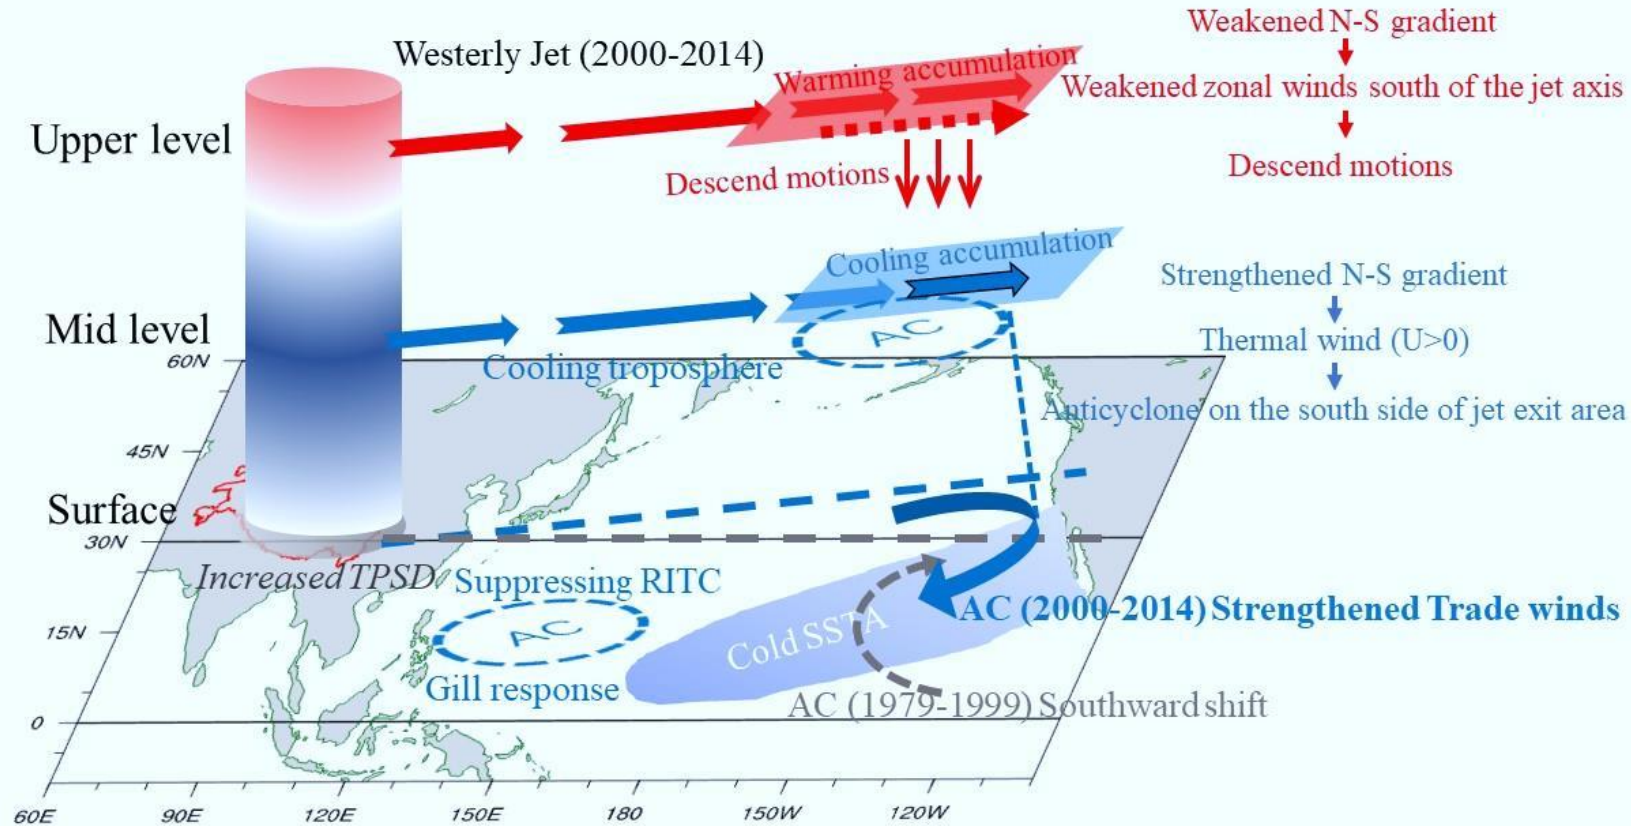 Weakened N-S gradient
Westerly Jet (2000-2014)
Warming accumulation
Weakened zonal winds south of the jet axis
Upper level
Descend motions
Descend motions
Cooling accumulation
Strengthened N-S gradient
Mid level
AC
Thermal wind (U>0)
60N
Cooling troposphere
Anticyclone on the south side of jet exit area
45N
Surface
30N
Increased TPSD
Suppressing RITC
AC (2000-2014) Strengthened Trade winds
15N
AC
Cold SSTA
Gill response
AC (1979-1999) Southward shift
0
60E 90E 120E 150E 180 150W 120W